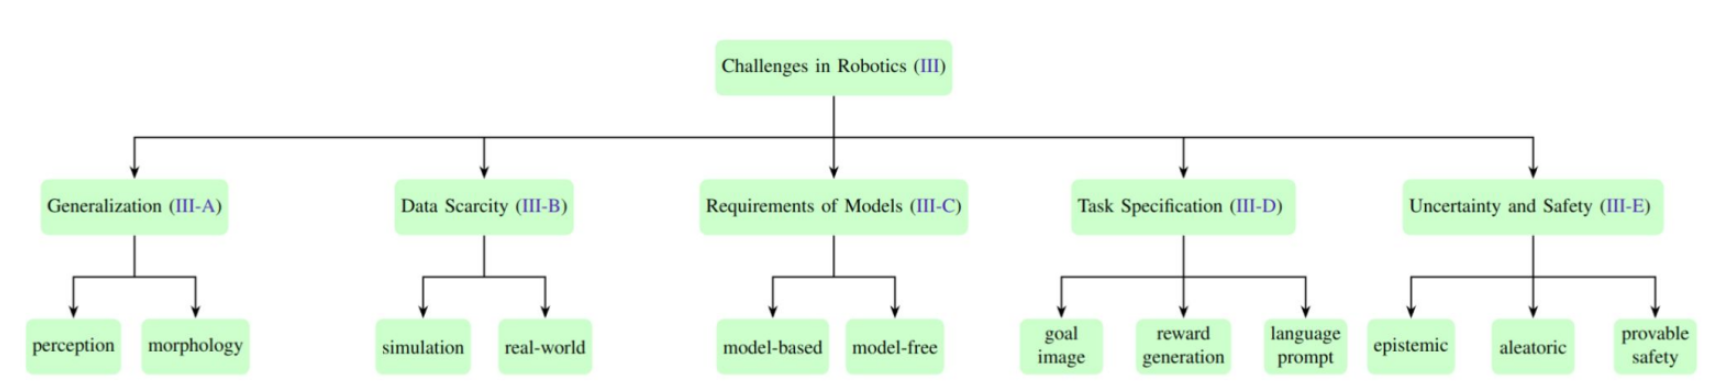 Challenges in Robotics (III)
Generalization (III-A)
Data Scarcity (III-B)
Requirements of Models (III-C)
Task Specification (III-D)
Uncertainty and Safety (III-E)
perception
morphology
simulation
real-world
model-based
model-free
goal
image
reward
generation
language
prompt
epistemic
aleatoric
provable
safety